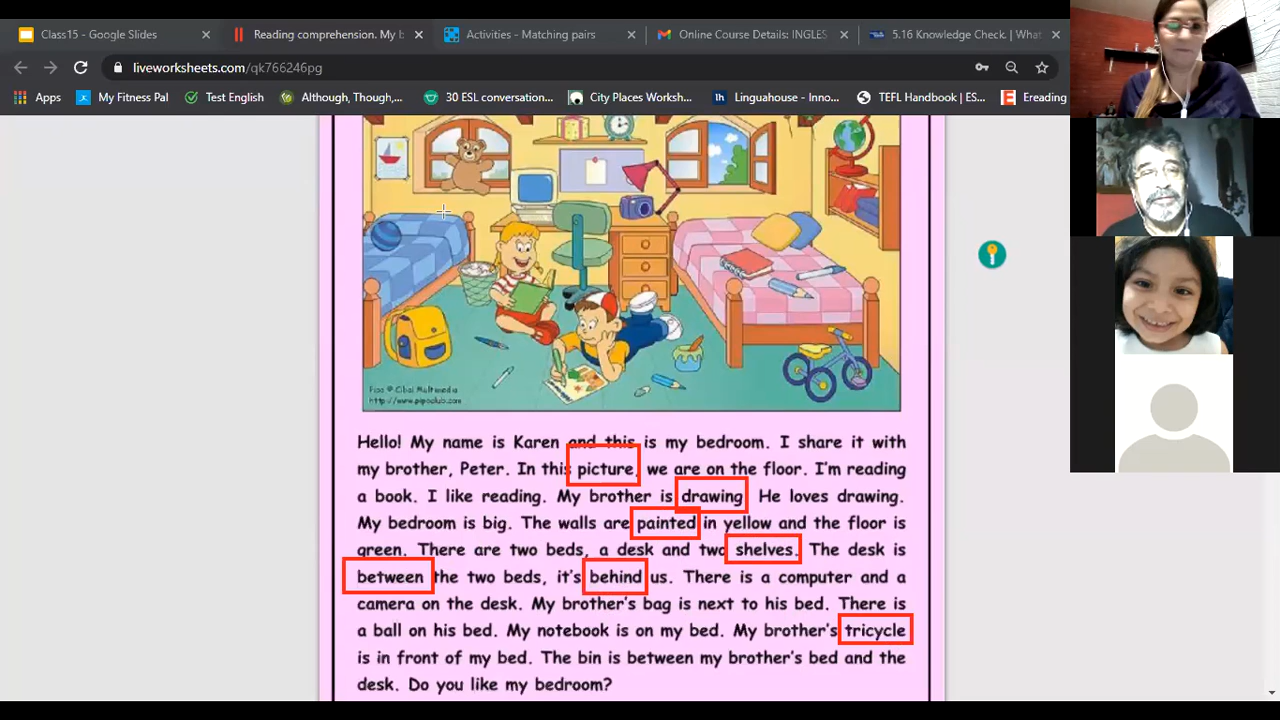 Class15 - Google Slides
Reading comprehension. My b
Activities - Matching pairs
Online Course Details: INGLES
5.16 Knowledge Check. | What
liveworksheets.com/qk766246pg
Apps
My Fitness Pal
Test English
Although, Though,...
30 ESL conversation...
City Places Worksh...
Linguahouse - Inno...
TEFL Handbook | ES...
Ereading
http://www.pipoclub.com
Hello! My name is Karen and this is my bedroom. I share it with
my brother, Peter. In this picture, we are on the floor. I'm reading
a book. I like reading. My brother is drawing He loves drawing.
My bedroom is big. The walls are painted in yellow and the floor is
green. There are two beds, a desk and two shelves. The desk is
between the two beds, it's behind us. There is a computer and a
camera on the desk. My brother's bag is next to his bed. There is
a ball on his bed. My notebook is on my bed. My brother's tricycle
is in front of my bed. The bin is between my brother's bed and the
desk. Do you like my bedroom?